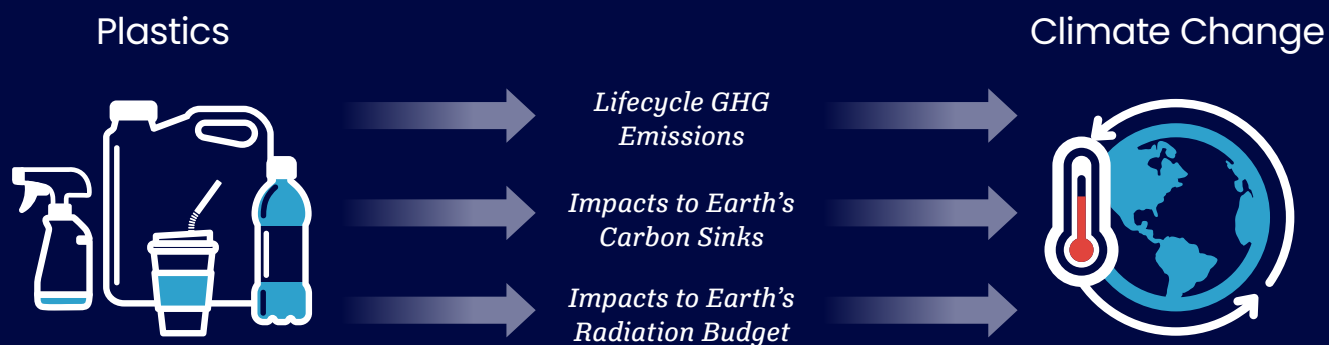 Plastics
Climate Change
Lifecycle GHG
Emissions
Impacts to Earth’s
Carbon Sinks
Impacts to Earth’s
Radiation Budget